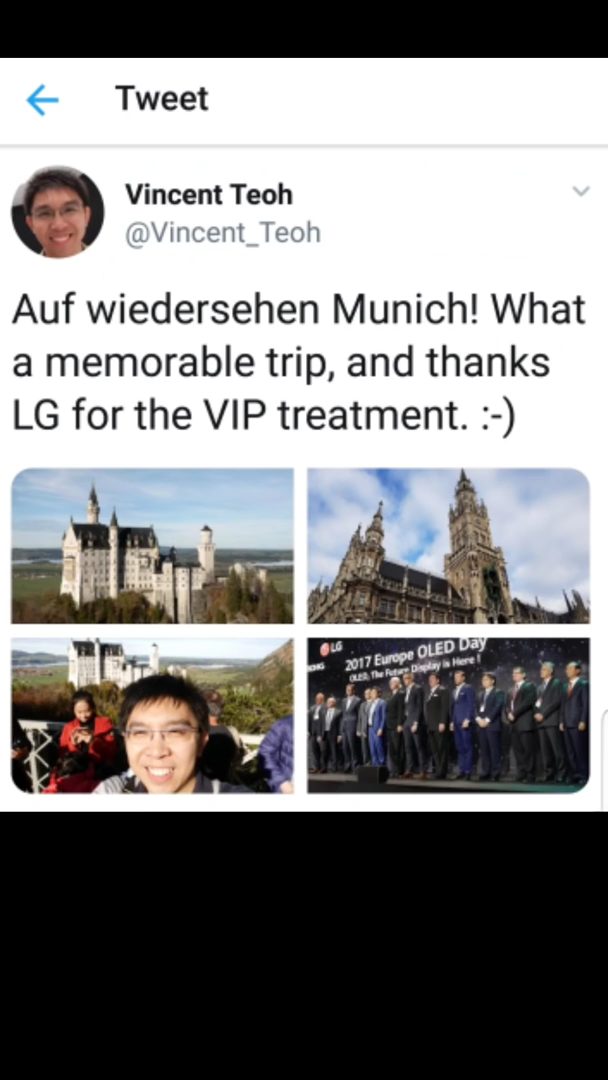 Tweet
Vincent Teoh
@Vincent_Teoh
Auf wiedersehen Munich! What
a memorable trip, and thanks
LG for the VIP treatment. :-)
LG
2017 Europe OLED Day
OLED, The Future Display is Here !